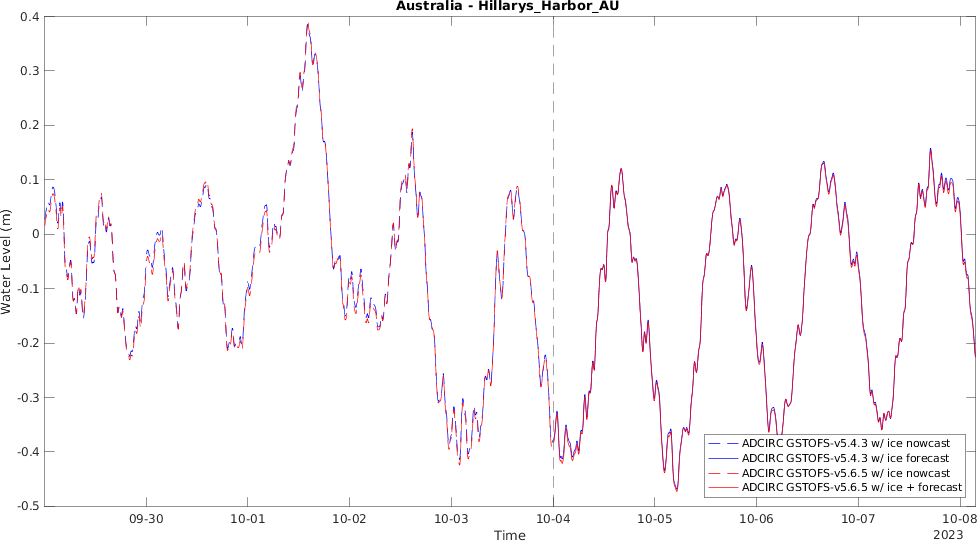 Australia - Hillarys_Harbor_AU
0.4
0.3
0.2
0.1
0
-0.1
-0.2
-0.3
-0.4
-0.5
Water Level (m)
ADCIRC GSTOFS-v5.4.3 w/ ice nowcast
ADCIRC GSTOFS-v5.4.3 w/ ice forecast
ADCIRC GSTOFS-v5.6.5 w/ ice nowcast
ADCIRC GSTOFS-v5.6.5 w/ ice + forecast
09-30 10-01 10-02 10-03 10-04 10-05 10-06 10-07 10-08
Time
2023